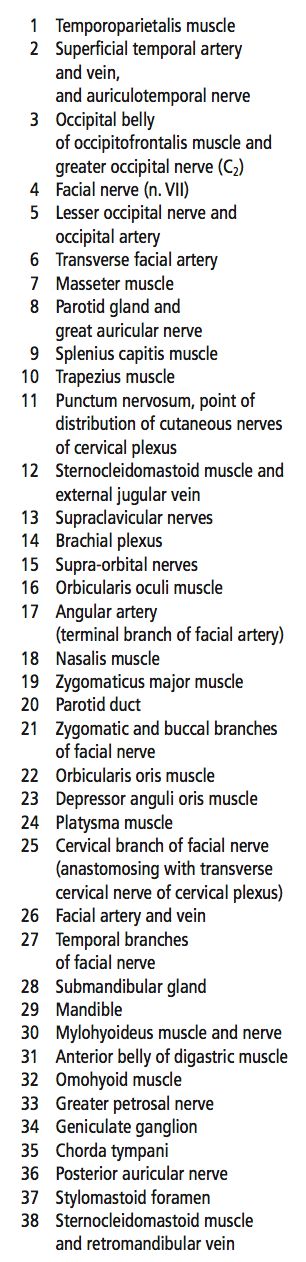 1 Temporoparietalis muscle
2 Superficial temporal artery
and vein,
and auriculotemporal nerve
3 Occipital belly
of occipitofrontalis muscle and
greater occipital nerve (C₂)
4 Facial nerve (n. VII)
5 Lesser occipital nerve and
occipital artery
6 Transverse facial artery
7 Masseter muscle
8 Parotid gland and
great auricular nerve
9 Splenius capitis muscle
10 Trapezius muscle
11 Punctum nervosum, point of
distribution of cutaneous nerves
of cervical plexus
12 Sternocleidomastoid muscle and
external jugular vein
13 Supraclavicular nerves
14 Brachial plexus
15 Supra-orbital nerves
16 Orbicularis oculi muscle
17 Angular artery
(terminal branch of facial artery)
18 Nasalis muscle
19 Zygomaticus major muscle
20 Parotid duct
21 Zygomatic and buccal branches
of facial nerve
22 Orbicularis oris muscle
23 Depressor anguli oris muscle
24 Platysma muscle
25 Cervical branch of facial nerve
(anastomosing with transverse
cervical nerve of cervical plexus)
26 Facial artery and vein
27 Temporal branches
of facial nerve
28 Submandibular gland
29 Mandible
30 Mylohyoideus muscle and nerve
31 Anterior belly of digastric muscle
32 Omohyoid muscle
33 Greater petrosal nerve
34 Geniculate ganglion
35 Chorda tympani
36 Posterior auricular nerve
37 Stylomastoid foramen
38 Sternocleidomastoid muscle
and retromandibular vein